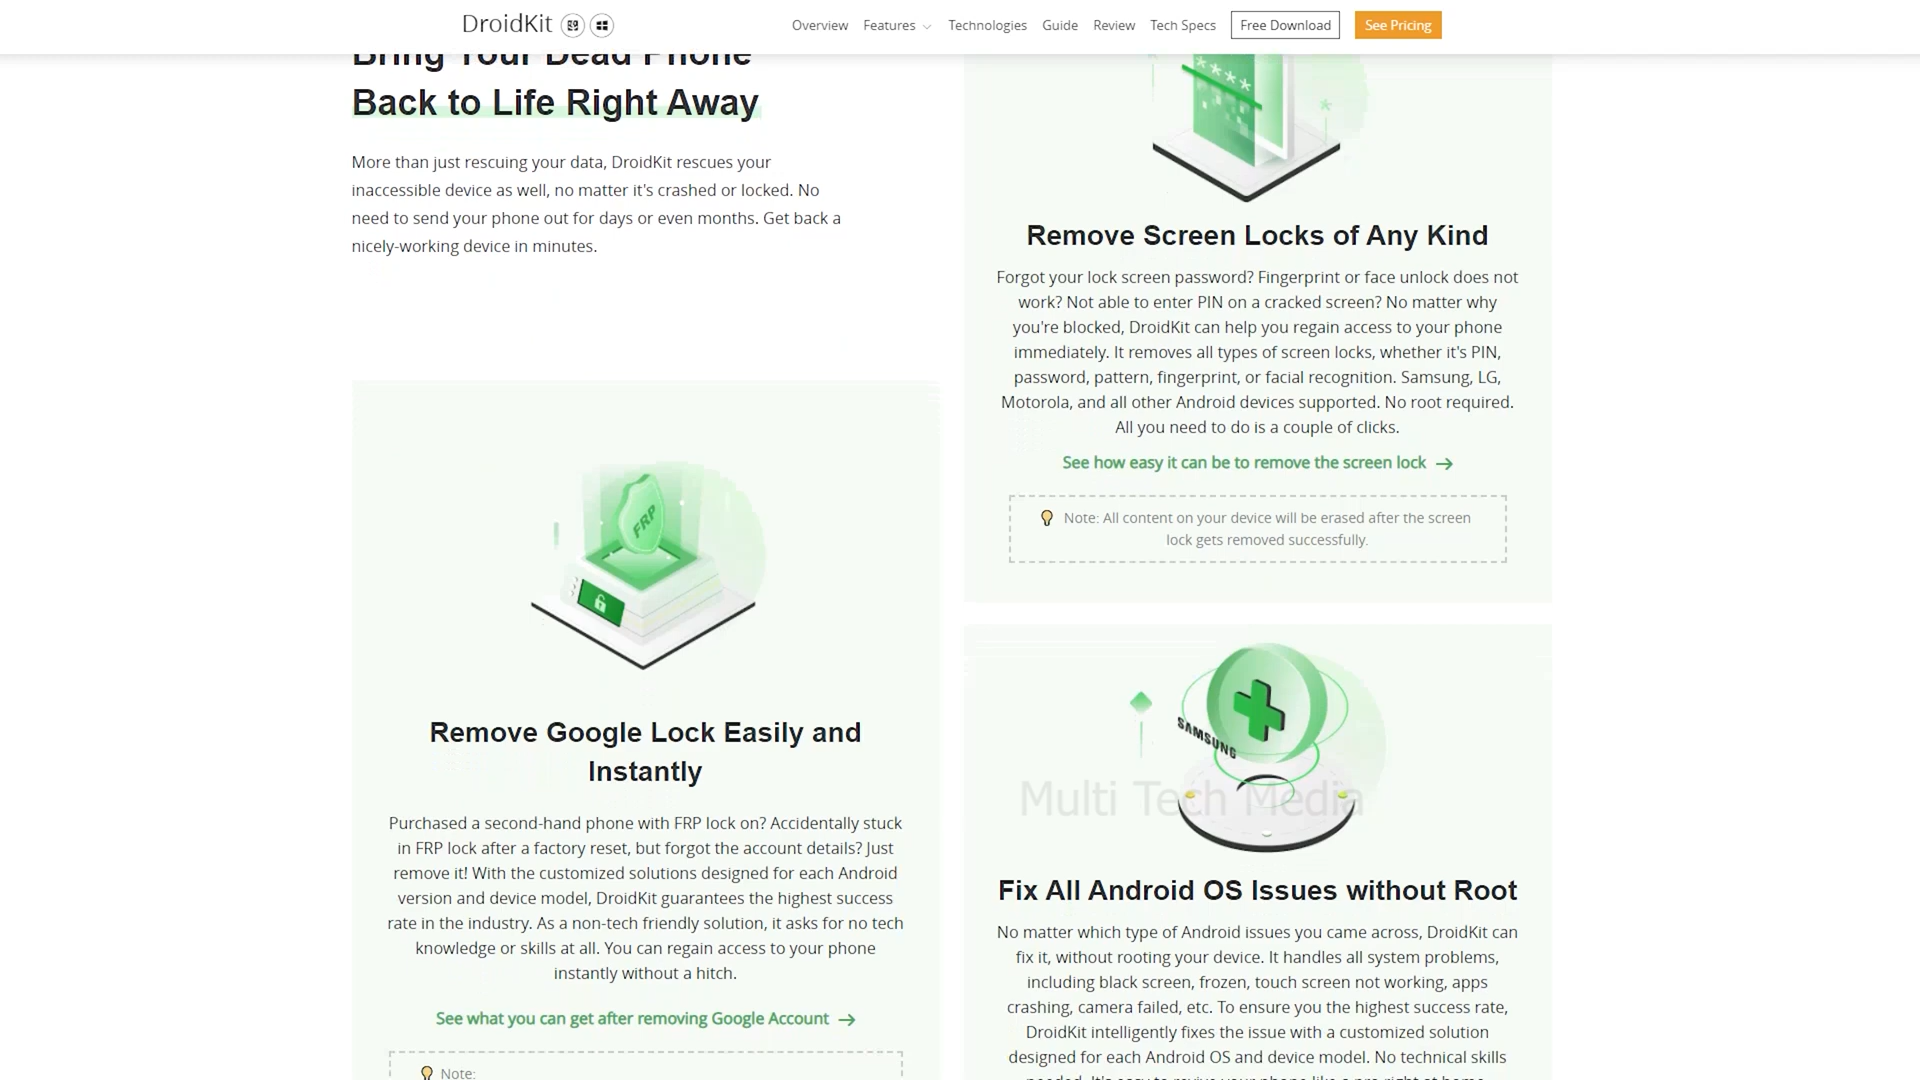 DroidKit
Overview
Features
Technologies
Guide
Review
Tech Specs
Free Download
See Pricing
Bring Your Dead Phone
Back to Life Right Away
More than just rescuing your data, DroidKit rescues your
inaccessible device as well, no matter it's crashed or locked. No
need to send your phone out for days or even months. Get back a
nicely-working device in minutes.
FRP
Remove Google Lock Easily and
Instantly
Purchased a second-hand phone with FRP lock on? Accidentally stuck
in FRP lock after a factory reset, but forgot the account details? Just
remove it! With the customized solutions designed for each Android
version and device model, DroidKit guarantees the highest success
rate in the industry. As a non-tech friendly solution, it asks for no tech
knowledge or skills at all. You can regain access to your phone
instantly without a hitch.
See what you can get after removing Google Account →
Note:
Remove Screen Locks of Any Kind
Forgot your lock screen password? Fingerprint or face unlock does not
work? Not able to enter PIN on a cracked screen? No matter why
you're blocked, DroidKit can help you regain access to your phone
immediately. It removes all types of screen locks, whether it's PIN,
password, pattern, fingerprint, or facial recognition. Samsung, LG,
Motorola, and all other Android devices supported. No root required.
All you need to do is a couple of clicks.
See how easy it can be to remove the screen lock →
Note: All content on your device will be erased after the screen
lock gets removed successfully.
SAMSUNG
Multi Tech Media
Fix All Android OS Issues without Root
No matter which type of Android issues you came across, DroidKit can
fix it, without rooting your device. It handles all system problems,
including black screen, frozen, touch screen not working, apps
crashing, camera failed, etc. To ensure you the highest success rate,
DroidKit intelligently fixes the issue with a customized solution
designed for each Android OS and device model. No technical skills
needed. It's easy to revive your phone like a pro right at home.